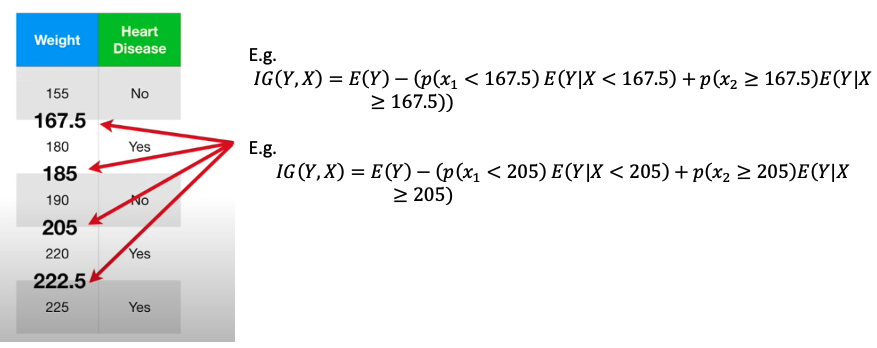 Weight Heart Disease
155 No
167.5
180 Yes
185
190 No
205
220 Yes
222.5
225 Yes
E.g.
IG(Y,X) = E(Y) − (p(x₁ < 167.5) E(Y|X < 167.5) + p(x₂ ≥ 167.5)E(Y|X
≥ 167.5))
E.g.
IG(Y,X) = E(Y) − (p(x₁ < 205) E(Y|X < 205) + p(x₂ ≥ 205)E(Y|X
≥ 205)